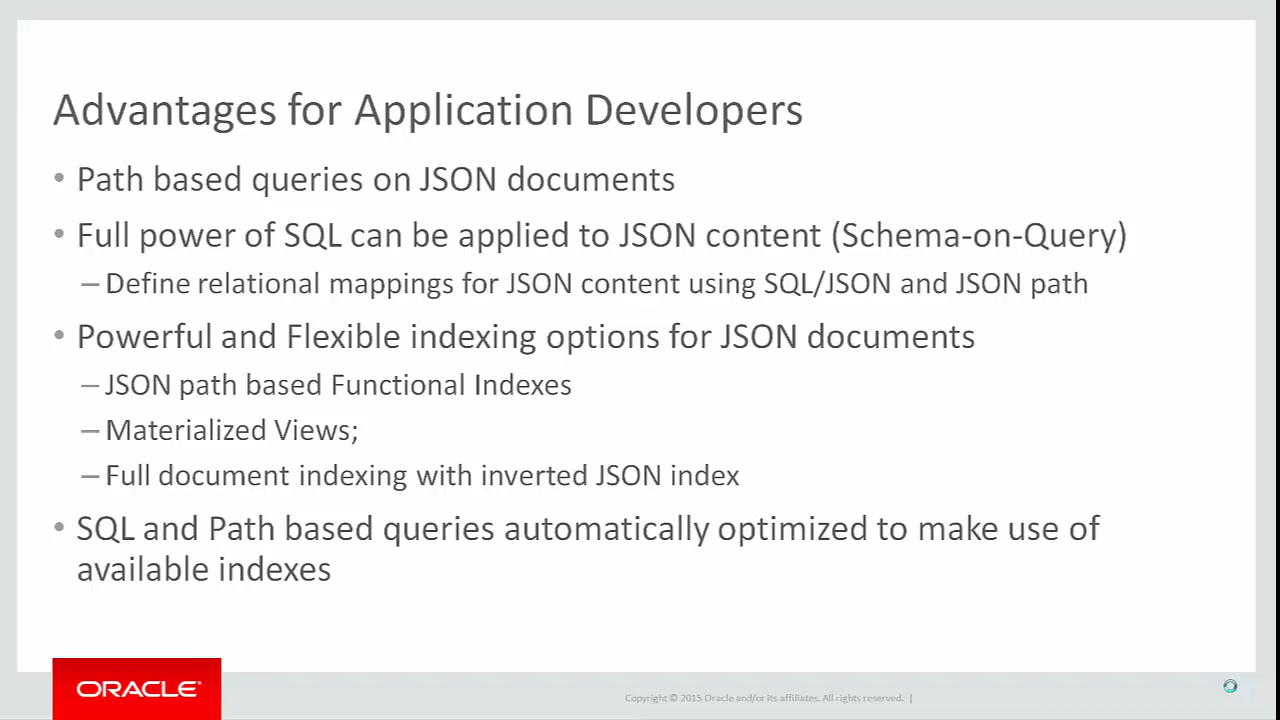 Advantages for Application Developers
• Path based queries on JSON documents
• Full power of SQL can be applied to JSON content (Schema-on-Query)
– Define relational mappings for JSON content using SQL/JSON and JSON path
• Powerful and Flexible indexing options for JSON documents
– JSON path based Functional Indexes
– Materialized Views;
– Full document indexing with inverted JSON index
• SQL and Path based queries automatically optimized to make use of
available indexes
ORACLE®
Copyright © 2015 Oracle and/or its affiliates. All rights reserved. |